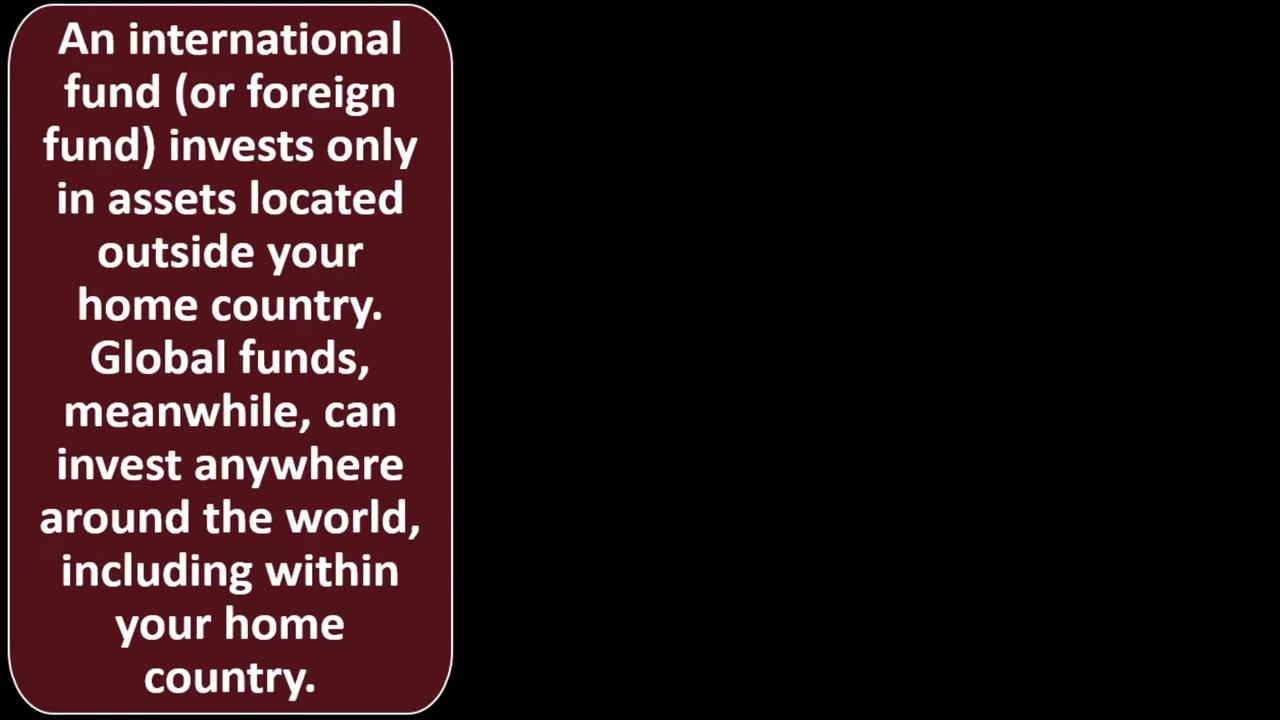 An international
fund (or foreign
fund) invests only
in assets located
outside your
home country.
Global funds,
meanwhile, can
invest anywhere
around the world,
including within
your home
country.